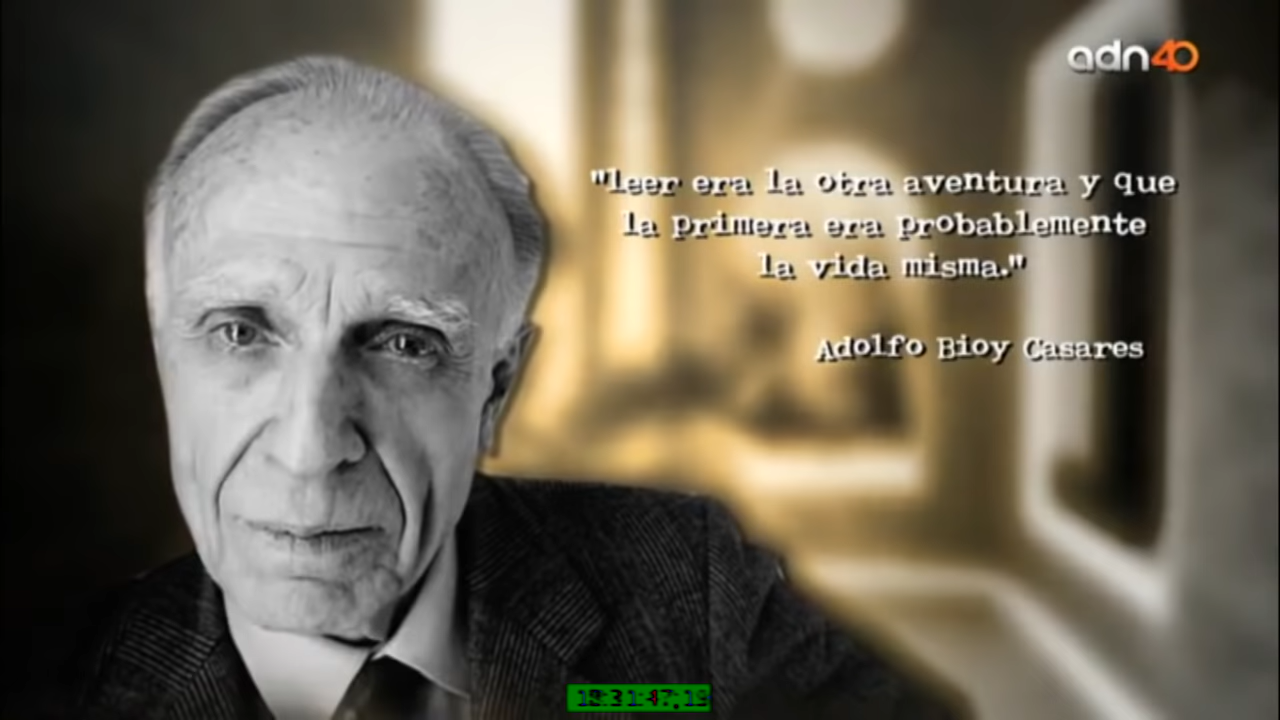 adn40
"leer era la otra aventura y que
la primera era probablemente
la vida misma."
Adolfo Bioy Casares